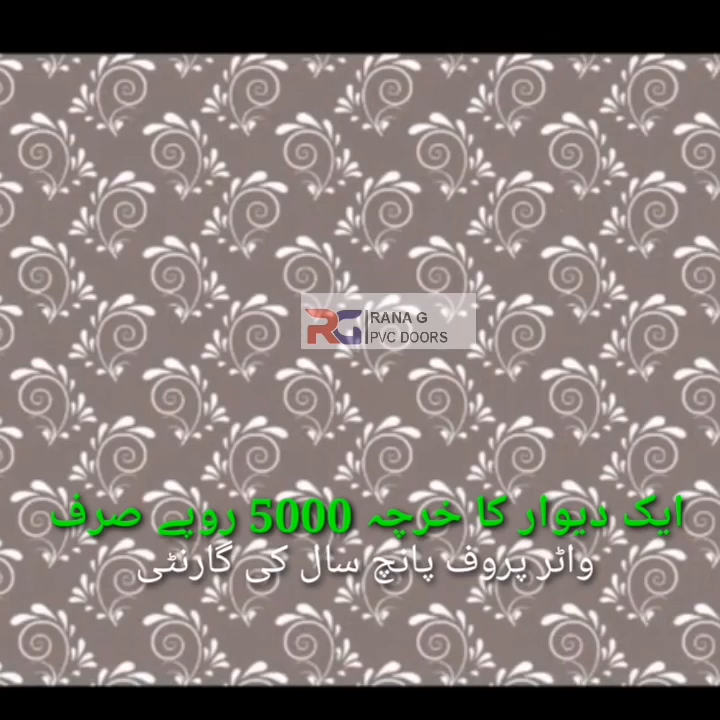 RANA G
PVC DOORS
ایک دیوار کا خرچہ 5000 روپے صرف
واٹر پروف پانچ سال کی گارنٹی